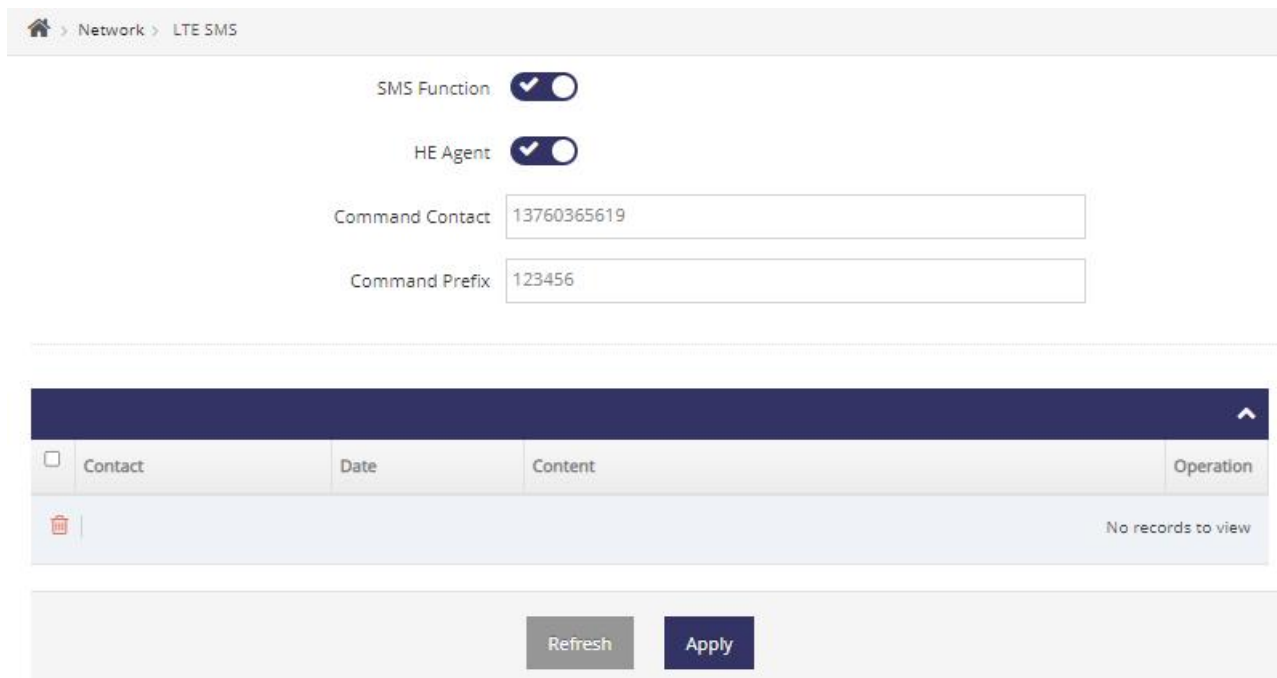 Network > LTE SMS
SMS Function
HE Agent
Command Contact 13760365619
Command Prefix 123456
Contact Date Content Operation
No records to view
Refresh Apply